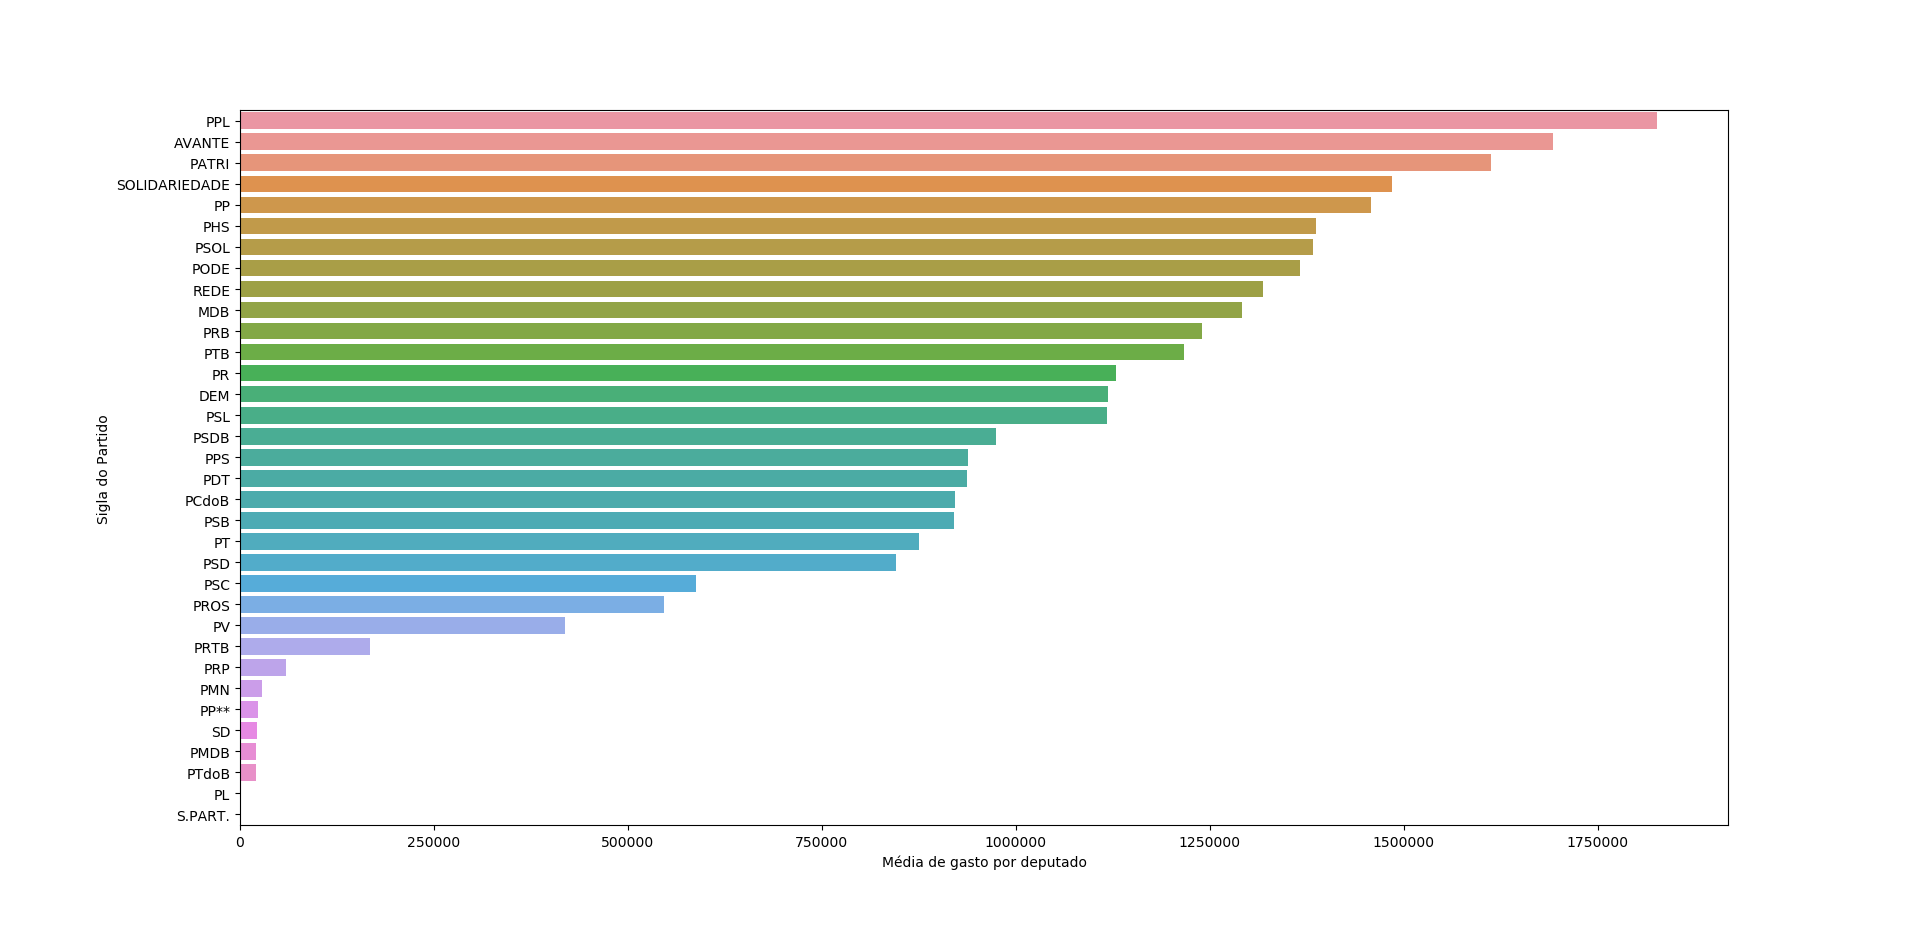 PPL
AVANTE
PATRI
SOLIDARIEDADE
PP
PHS
PSOL
PODE
REDE
MDB
PRB
PTB
PR
DEM
PSL
PSDB
PPS
PDT
PCdoB
PSB
PT
PSD
PSC
PROS
PV
PRTB
PRP
PMN
PP**
SD
PMDB
PTdoB
PL
S.PART.
Sigla do Partido
0 250000 500000 750000 1000000 1250000 1500000 1750000
Média de gasto por deputado